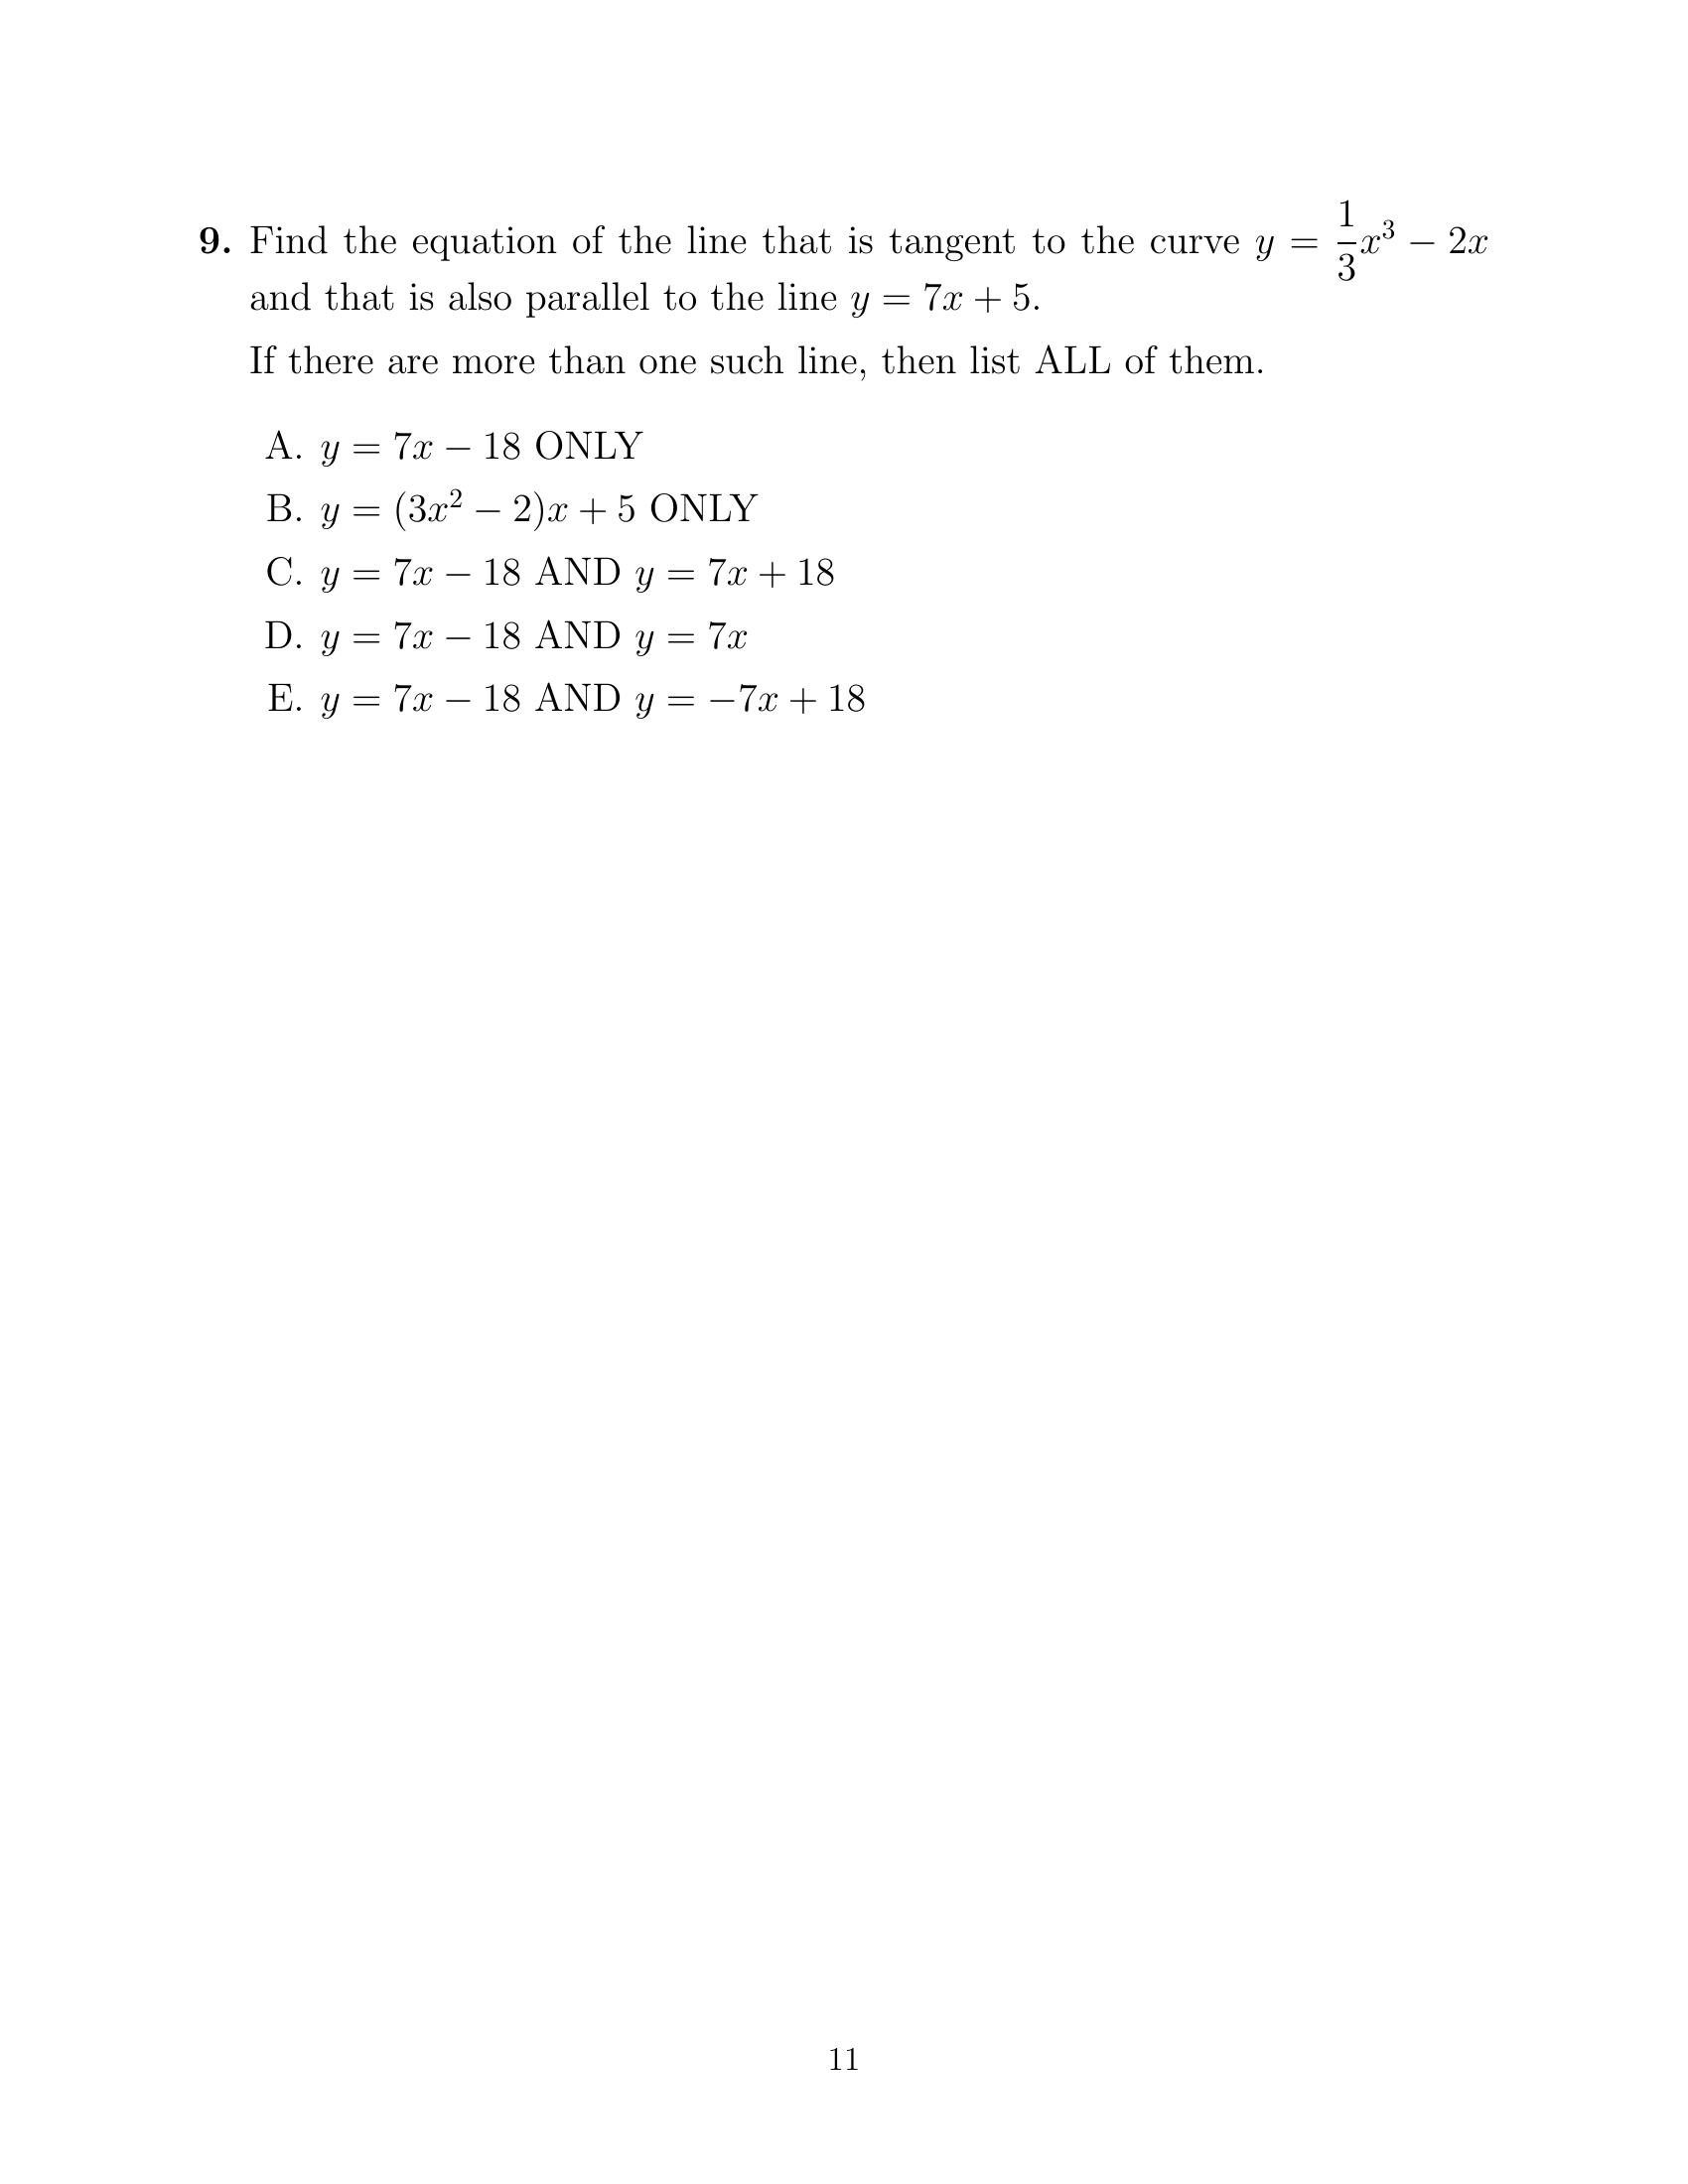 9. Find the equation of the line that is tangent to the curve $y = \dfrac{1}{3}x^3 - 2x$
and that is also parallel to the line $y = 7x + 5$.
If there are more than one such line, then list ALL of them.
A. $y = 7x - 18$ ONLY
B. $y = (3x^2 - 2)x + 5$ ONLY
C. $y = 7x - 18$ AND $y = 7x + 18$
D. $y = 7x - 18$ AND $y = 7x$
E. $y = 7x - 18$ AND $y = -7x + 18$
11